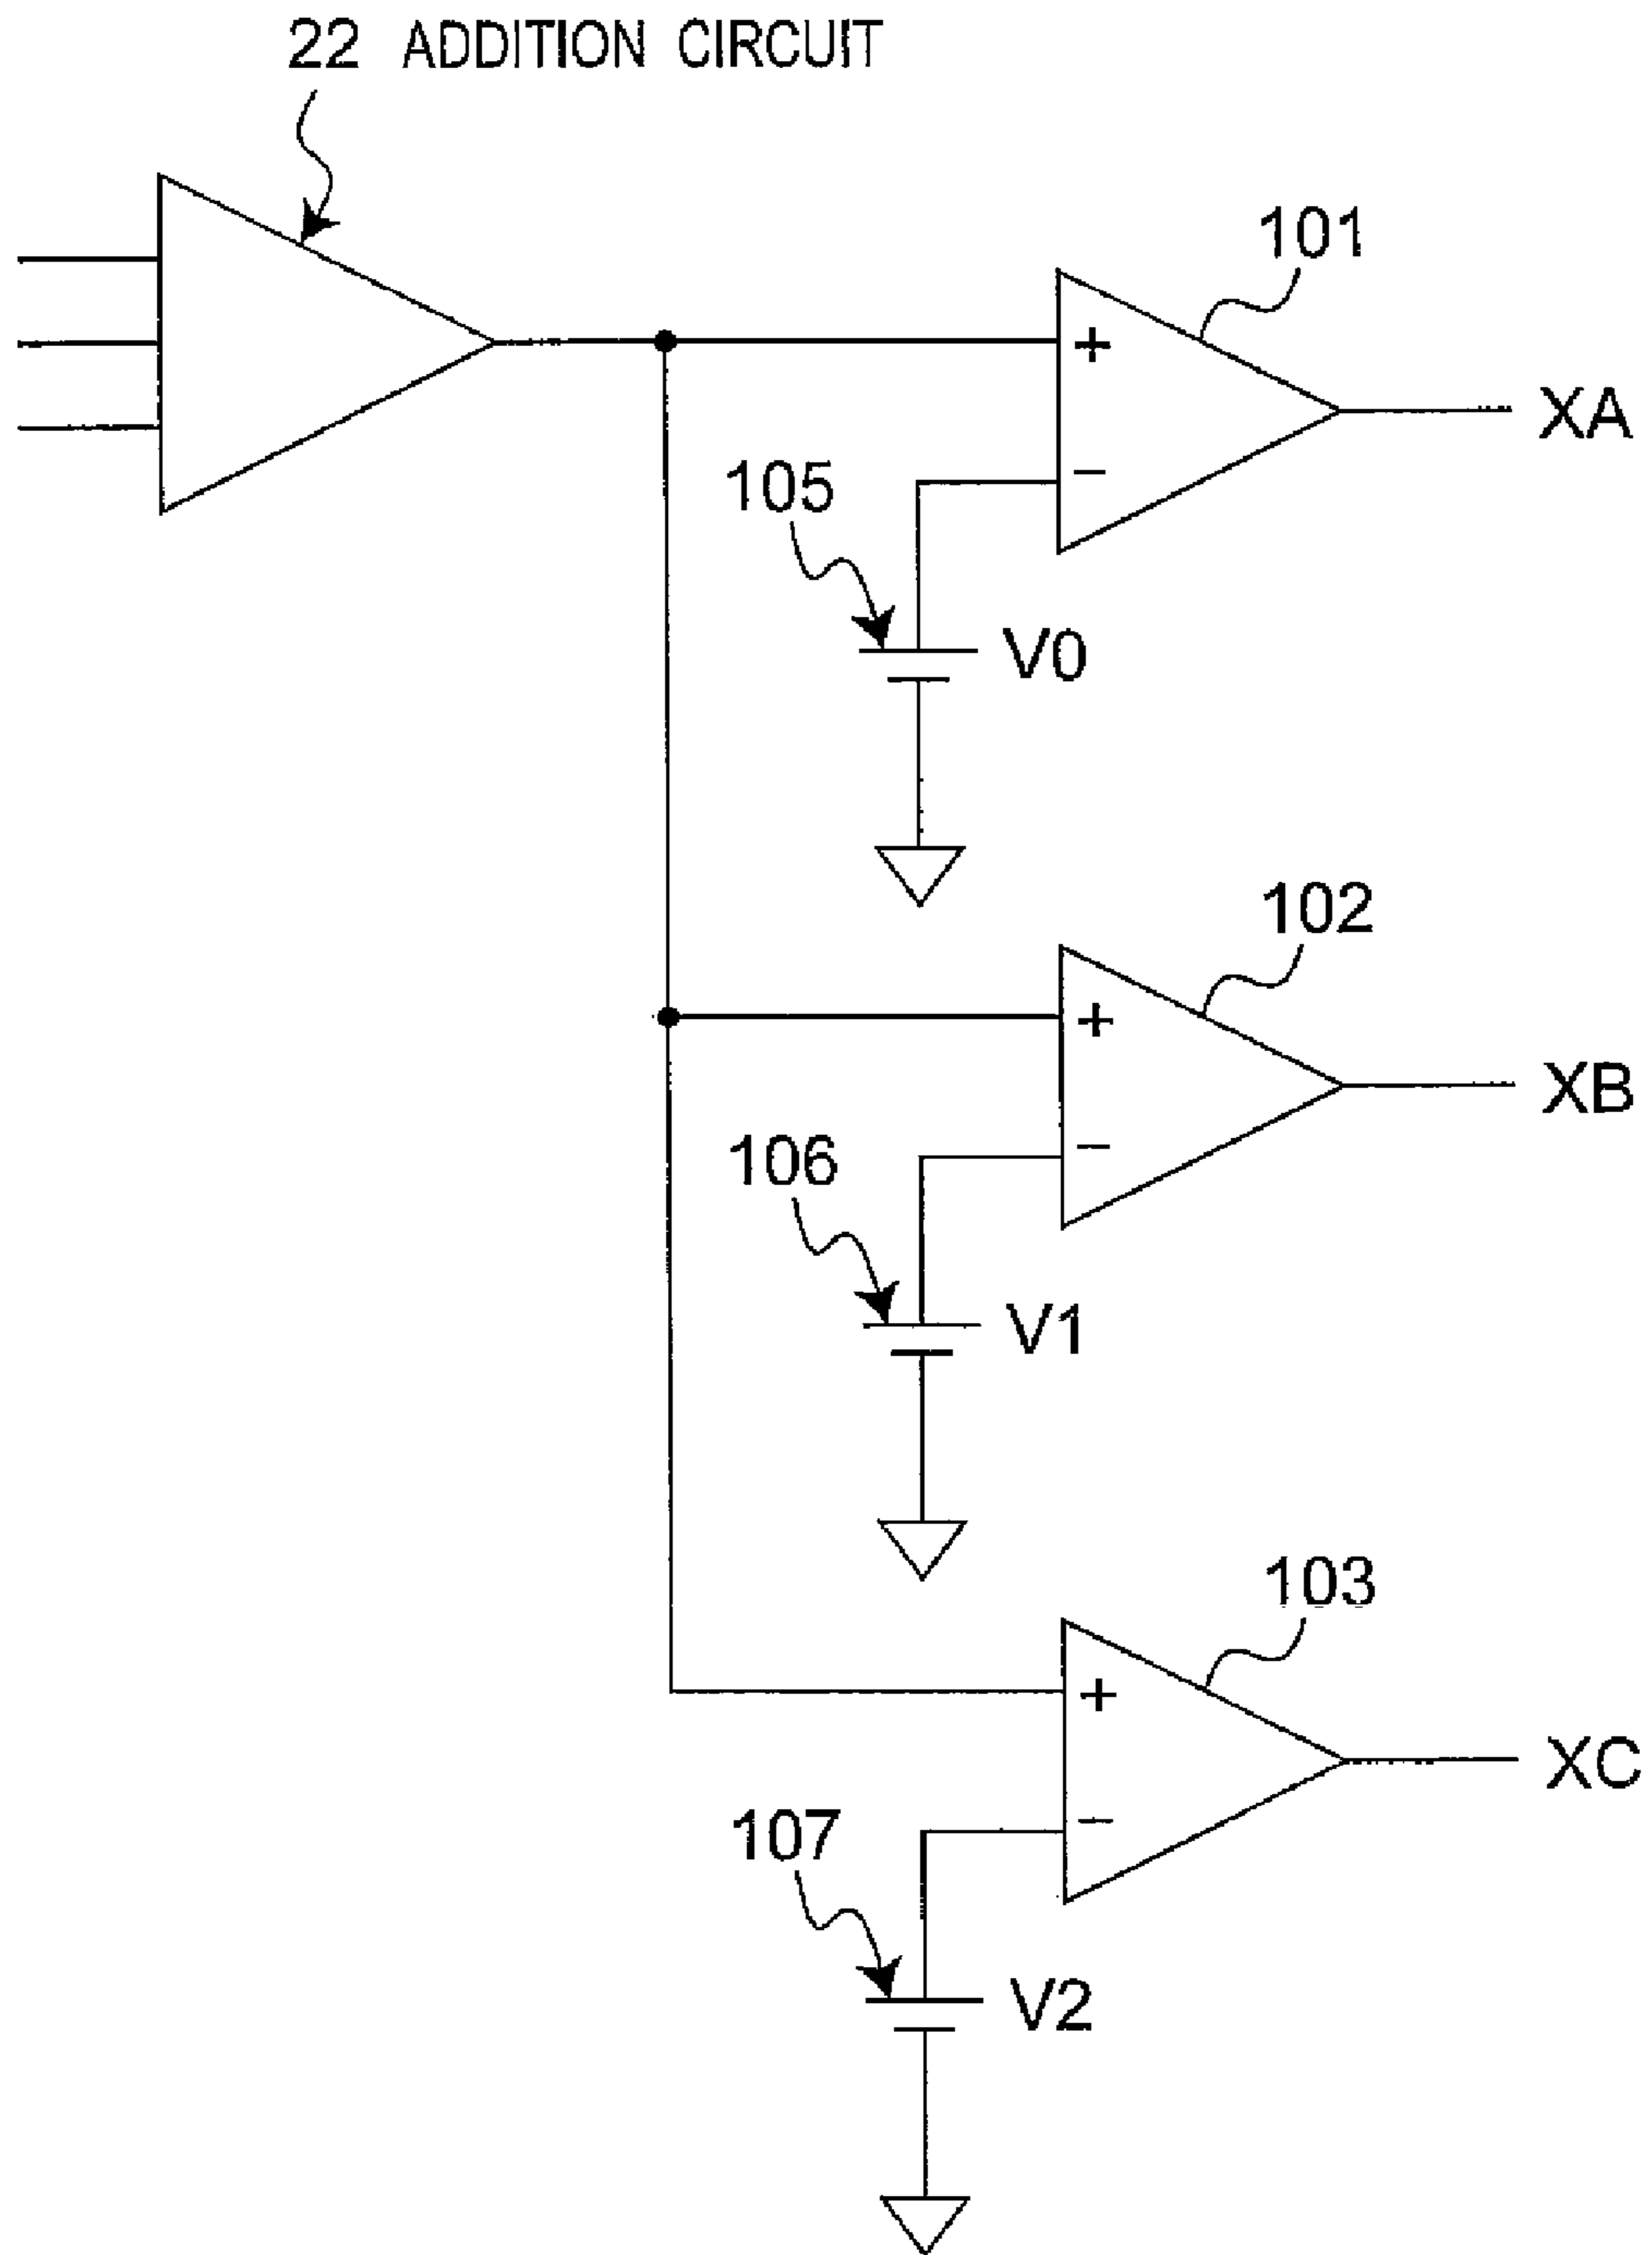 22 ADDITION CIRCUIT
101
+
XA
−
105
V0
102
+
XB
−
106
V1
103
+
XC
−
107
V2